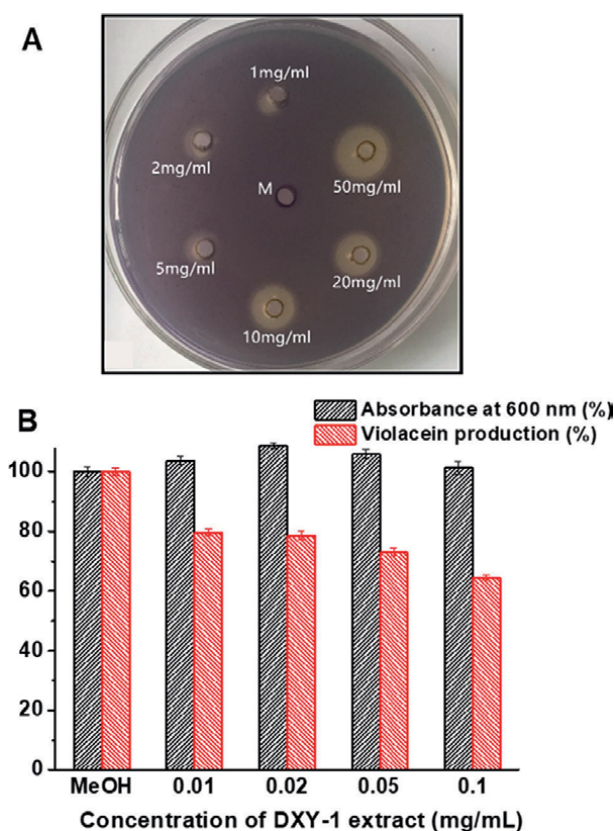 A
1mg/ml
2mg/ml
50mg/ml
M
5mg/ml
20mg/ml
10mg/ml
B
Absorbance at 600 nm (%)
Violacein production (%)
100
80
60
40
20
0
MeOH 0.01 0.02 0.05 0.1
Concentration of DXY-1 extract (mg/mL)